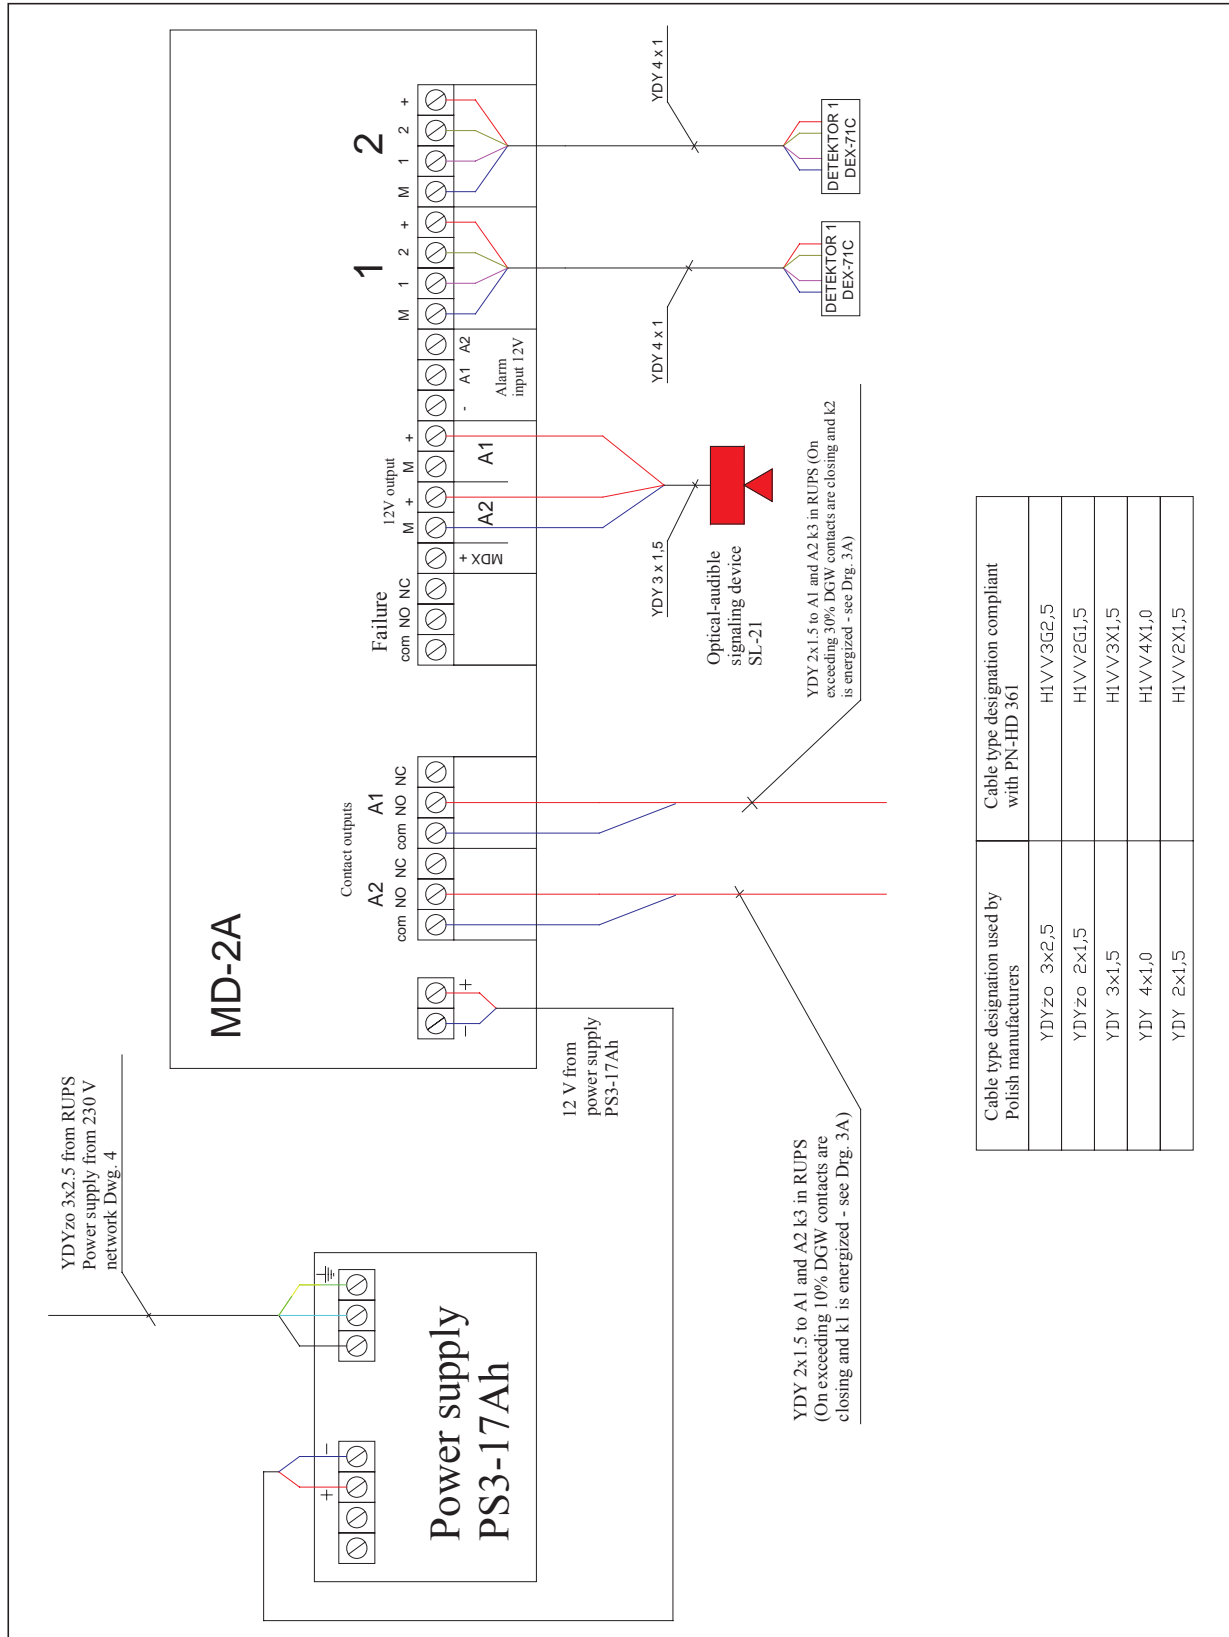 YDYzo 3x2.5 from RUPS
Power supply from 230 V
network Dwg. 4
Power supply
PS3-17Ah
+
−
MD-2A
12 V from
power supply
PS3-17Ah
−
+
Contact outputs
A2
A1
com NO NC com NO NC
Failure
com NO NC
MDX +
12V output
M + M +
A2
A1
- A1 A2
Alarm
input 12V
1
M 1 2 +
2
M 1 2 +
YDY 3 x 1,5
Optical-audible
signaling device
SL-21
YDY 4 x 1
YDY 4 x 1
DETEKTOR 1
DEX-71C
DETEKTOR 1
DEX-71C
YDY 2x1.5 to A1 and A2 k3 in RUPS
(On exceeding 10% DGW contacts are
closing and k1 is energized - see Drg. 3A)
YDY 2x1.5 to A1 and A2 k3 in RUPS (On
exceeding 30% DGW contacts are closing and k2
is energized - see Drg. 3A)
Cable type designation used by
Polish manufacturers
Cable type designation compliant
with PN-HD 361
YDYzo 3x2,5 H1VV3G2,5
YDYzo 2x1,5 H1VV2G1,5
YDY 3x1,5 H1VV3X1,5
YDY 4x1,0 H1VV4X1,0
YDY 2x1,5 H1VV2X1,5